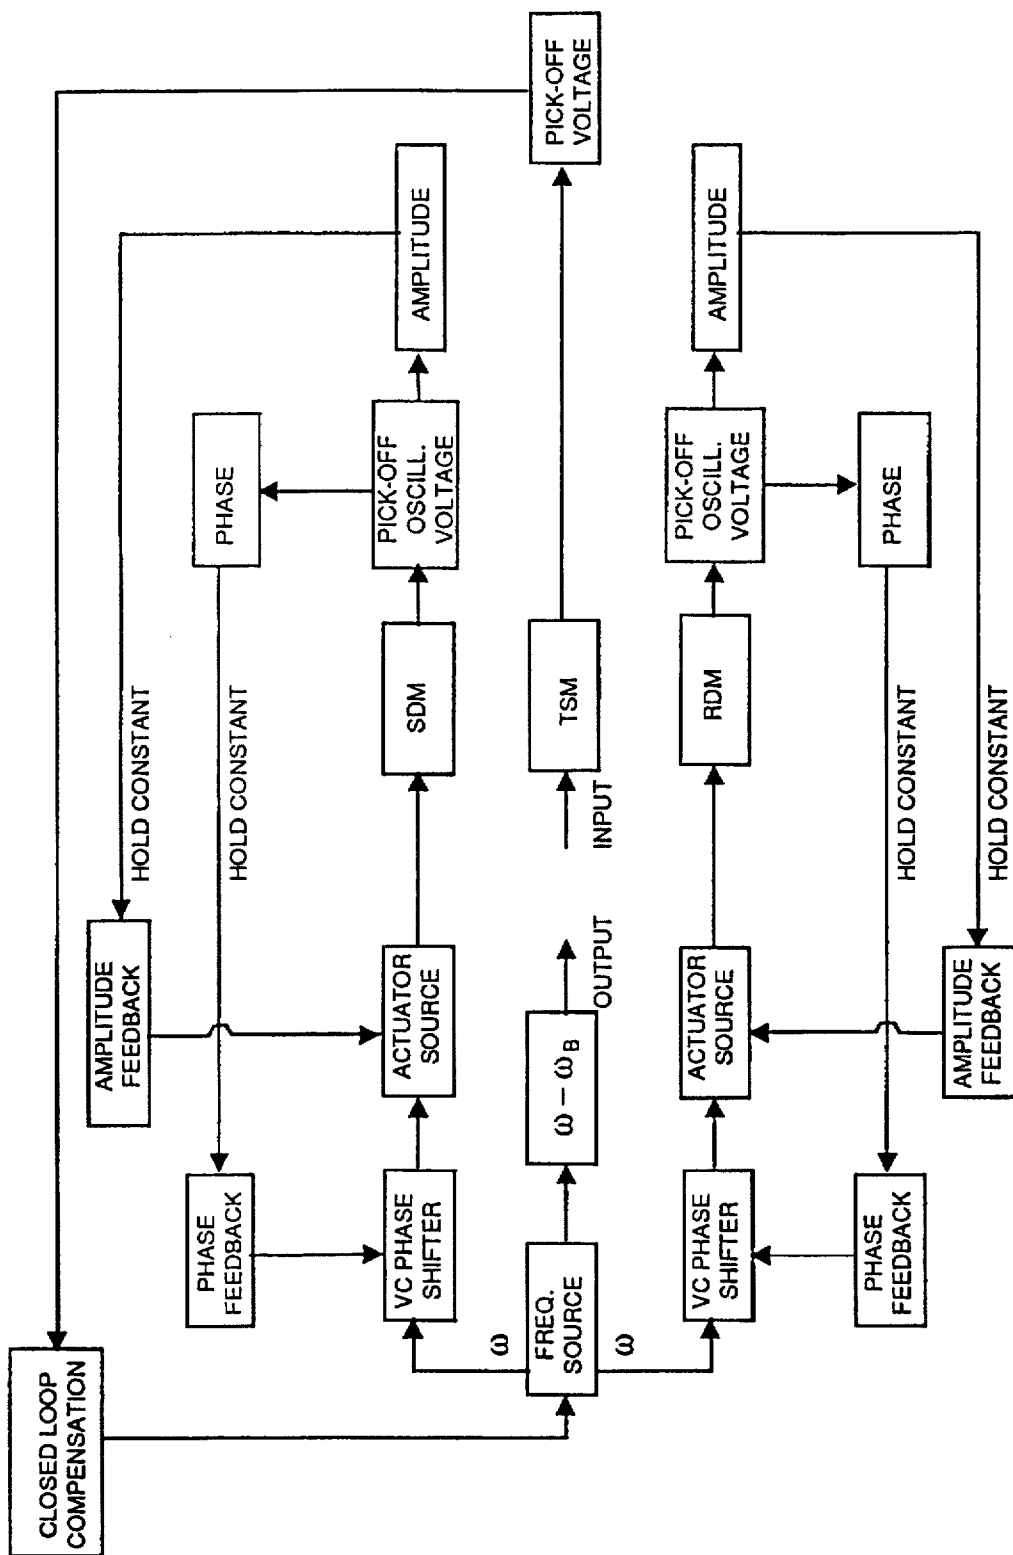 CLOSED LOOP
COMPENSATION
AMPLITUDE
FEEDBACK
HOLD CONSTANT
PHASE
FEEDBACK
HOLD CONSTANT
PHASE
VC PHASE
SHIFTER
ACTUATOR
SOURCE
SDM
PICK-OFF
OSCILL.
VOLTAGE
AMPLITUDE
ω
FREQ.
SOURCE
ω
ω – ωB
OUTPUT
INPUT
TSM
PICK-OFF
VOLTAGE
VC PHASE
SHIFTER
ACTUATOR
SOURCE
RDM
PICK-OFF
OSCILL.
VOLTAGE
AMPLITUDE
PHASE
FEEDBACK
HOLD CONSTANT
PHASE
AMPLITUDE
FEEDBACK
HOLD CONSTANT